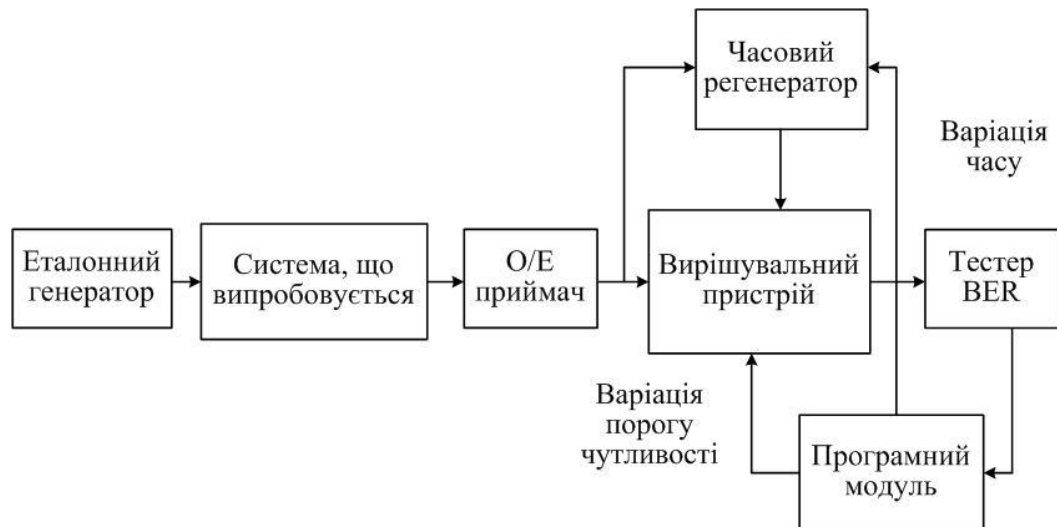 Часовий
регенератор
Варіація
часу
Еталонний
генератор
Система, що
випробовується
О/Е
приймач
Вирішувальний
пристрій
Тестер
BER
Варіація
порогу
чутливості
Програмний
модуль